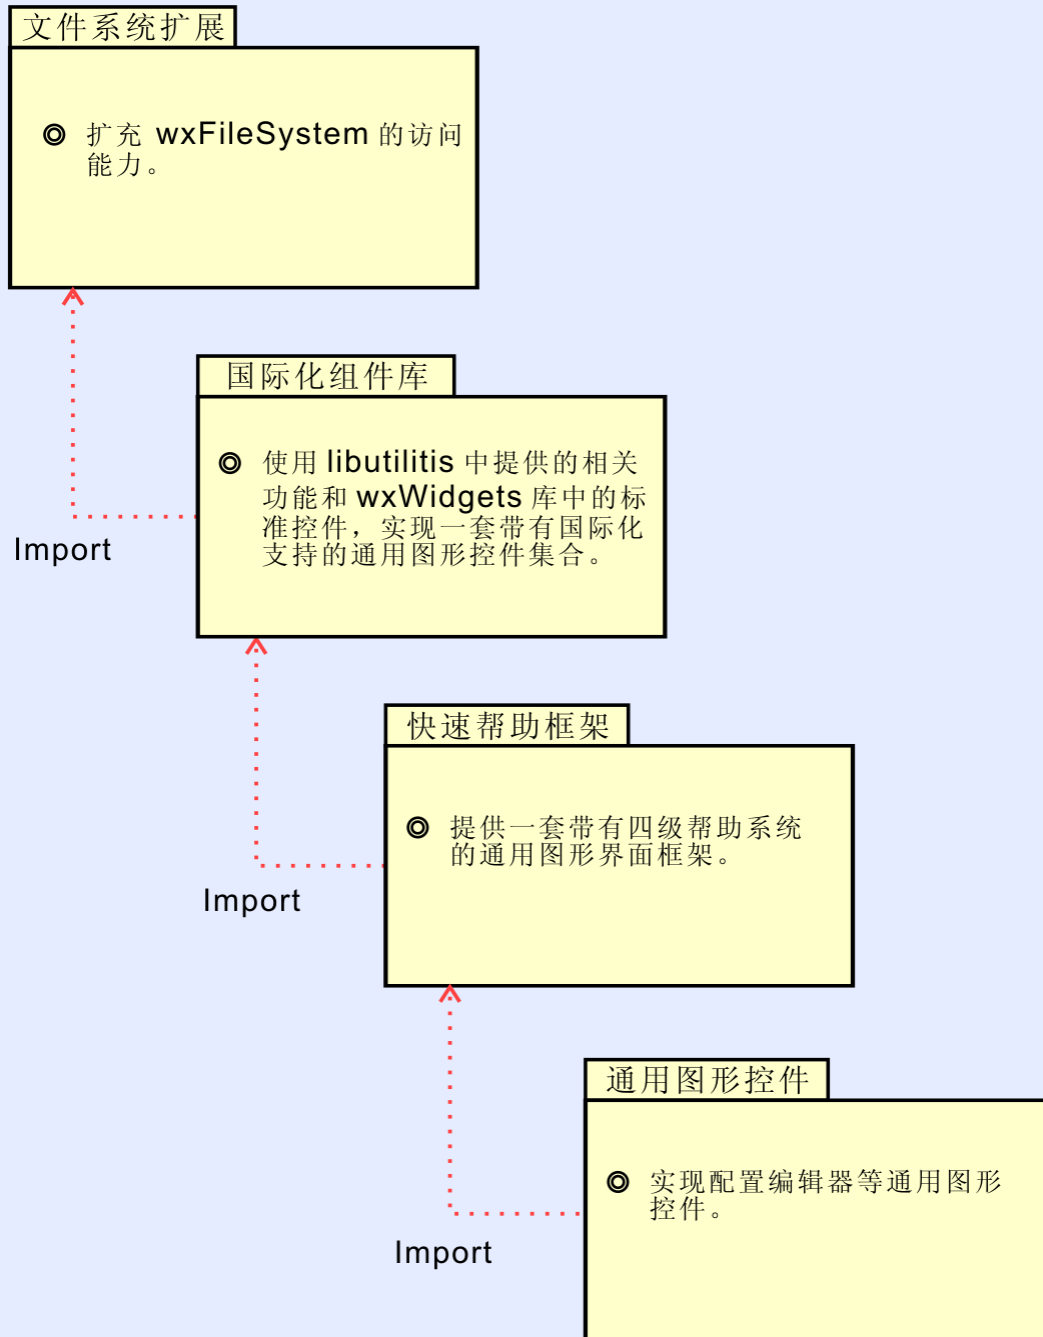 文件系统扩展
◎ 扩充 wxFileSystem 的访问
能力。
国际化组件库
◎ 使用 libutilitis 中提供的相关
功能和 wxWidgets 库中的标
准控件，实现一套带有国际化
支持的通用图形控件集合。
Import
快速帮助框架
◎ 提供一套带有四级帮助系统
的通用图形界面框架。
Import
通用图形控件
◎ 实现配置编辑器等通用图形
控件。
Import